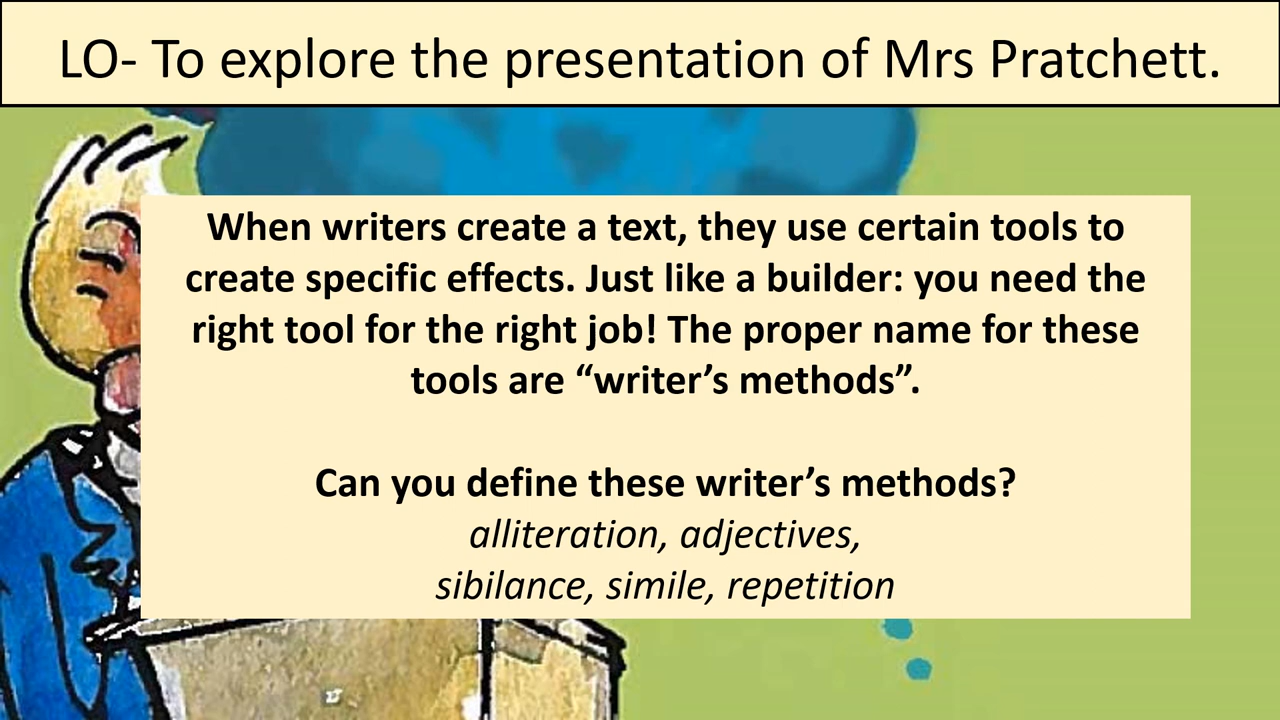 LO- To explore the presentation of Mrs Pratchett.
When writers create a text, they use certain tools to
create specific effects. Just like a builder: you need the
right tool for the right job! The proper name for these
tools are “writer’s methods”.
Can you define these writer’s methods?
alliteration, adjectives,
sibilance, simile, repetition